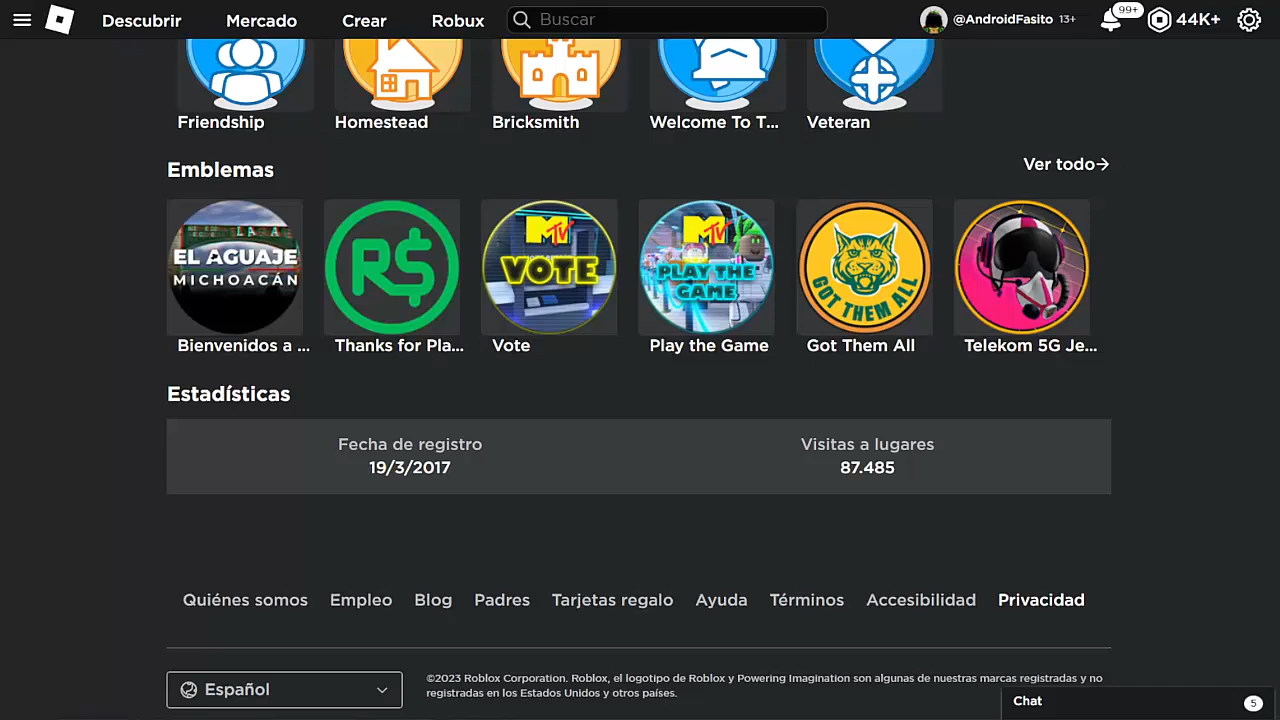 Descubrir Mercado Crear Robux Buscar @AndroidFasito 13+ 99+ 44K+
Friendship Homestead Bricksmith Welcome To T... Veteran
Emblemas Ver todo→
EL AGUAJE
MICHOACÁN
R$
MTV
VOTE
MTV
PLAY THE
GAME
GOT THEM ALL
Bienvenidos a ... Thanks for Pla... Vote Play the Game Got Them All Telekom 5G Je...
Estadísticas
Fecha de registro Visitas a lugares
19/3/2017 87.485
Quiénes somos Empleo Blog Padres Tarjetas regalo Ayuda Términos Accesibilidad Privacidad
Español
©2023 Roblox Corporation. Roblox, el logotipo de Roblox y Powering Imagination son algunas de nuestras marcas registradas y no
registradas en los Estados Unidos y otros países.
Chat 5